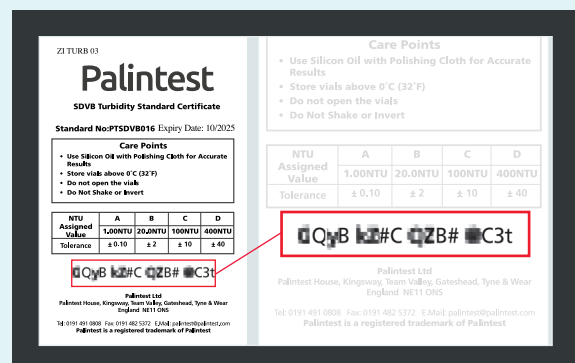 ZI TURB 03
Palintest
SDVB Turbidity Standard Certificate
Standard No:PTSDVB016 Expiry Date: 10/2025
Care Points
• Use Silicon Oil with Polishing Cloth for Accurate
Results
• Store vials above 0°C (32°F)
• Do not open the vials
• Do Not Shake or Invert
NTU Assigned Value A B C D
1.00NTU 20.0NTU 100NTU 400NTU
Tolerance ± 0.10 ± 2 ± 10 ± 40
Palintest Ltd
Palintest House, Kingsway, Team Valley, Gateshead, Tyne & Wear
England NE11 ONS
Tel: 0191 491 0808 Fax: 0191 482 5372 E.Mail: palintest@palintest.com
Palintest is a registered trademark of Palintest
Care Points
• Use Silicon Oil with Polishing Cloth for Accurate
Results
• Store vials above 0°C (32°F)
• Do not open the vials
• Do Not Shake or Invert
NTU Assigned Value A B C D
1.00NTU 20.0NTU 100NTU 400NTU
Tolerance ± 0.10 ± 2 ± 10 ± 40
Palintest Ltd
Palintest House, Kingsway, Team Valley, Gateshead, Tyne & Wear
England NE11 ONS
Tel: 0191 491 0808 Fax: 0191 482 5372 E.Mail: palintest@palintest.com
Palintest is a registered trademark of Palintest